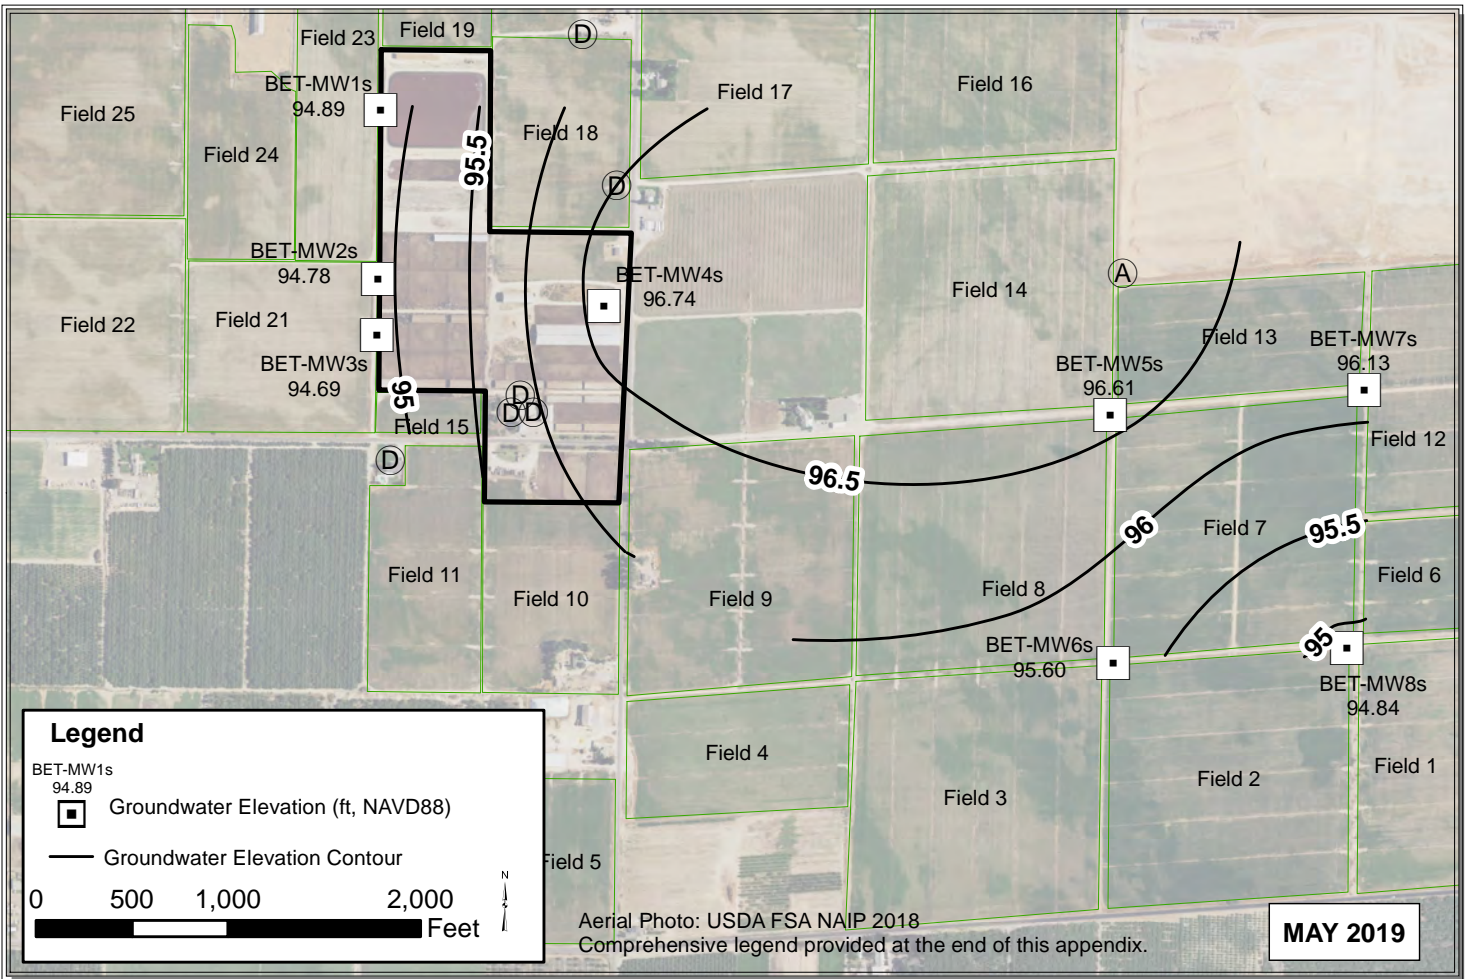 Field 19
Field 23
D
BET-MW1s
94.89
Field 25
Field 24
95.5
Field 18
Field 17
Field 16
D
BET-MW2s
94.78
BET-MW4s
96.74
A
Field 14
Field 22
Field 21
Field 13
BET-MW3s
94.69
BET-MW5s
96.61
BET-MW7s
96.13
95
D
D D
Field 15
D
Field 12
96.5
96
Field 7
95.5
Field 11
Field 10
Field 9
Field 8
Field 6
BET-MW6s
95.60
95
BET-MW8s
94.84
Field 4
Field 3
Field 2
Field 1
Field 5
Legend
BET-MW1s
94.89
Groundwater Elevation (ft, NAVD88)
Groundwater Elevation Contour
0 500 1,000 2,000
Feet
N
Aerial Photo: USDA FSA NAIP 2018
Comprehensive legend provided at the end of this appendix.
MAY 2019